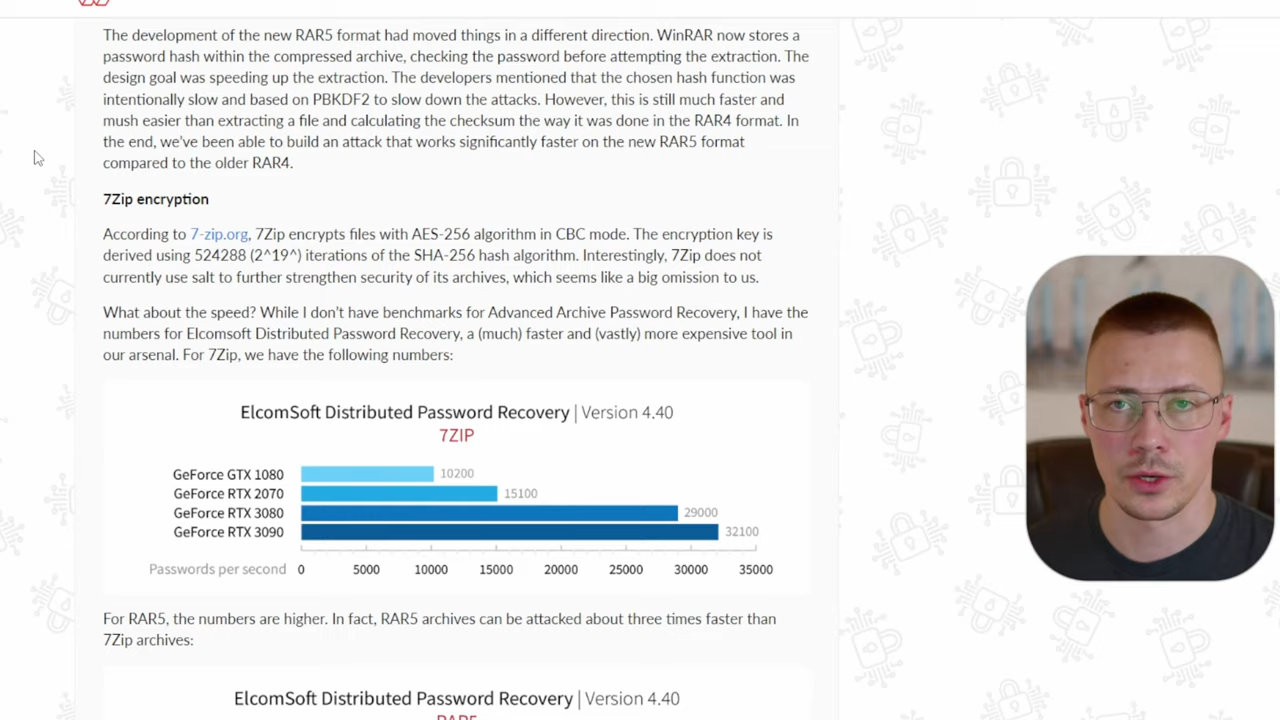 The development of the new RAR5 format had moved things in a different direction. WinRAR now stores a
password hash within the compressed archive, checking the password before attempting the extraction. The
design goal was speeding up the extraction. The developers mentioned that the chosen hash function was
intentionally slow and based on PBKDF2 to slow down the attacks. However, this is still much faster and
mush easier than extracting a file and calculating the checksum the way it was done in the RAR4 format. In
the end, we've been able to build an attack that works significantly faster on the new RAR5 format
compared to the older RAR4.
7Zip encryption
According to 7-zip.org, 7Zip encrypts files with AES-256 algorithm in CBC mode. The encryption key is
derived using 524288 (2^19^) iterations of the SHA-256 hash algorithm. Interestingly, 7Zip does not
currently use salt to further strengthen security of its archives, which seems like a big omission to us.
What about the speed? While I don't have benchmarks for Advanced Archive Password Recovery, I have the
numbers for Elcomsoft Distributed Password Recovery, a (much) faster and (vastly) more expensive tool in
our arsenal. For 7Zip, we have the following numbers:
ElcomSoft Distributed Password Recovery | Version 4.40
7ZIP
GeForce GTX 1080 10200
GeForce RTX 2070 15100
GeForce RTX 3080 29000
GeForce RTX 3090 32100
Passwords per second 0 5000 10000 15000 20000 25000 30000 35000
For RAR5, the numbers are higher. In fact, RAR5 archives can be attacked about three times faster than
7Zip archives:
ElcomSoft Distributed Password Recovery | Version 4.40
RAR5